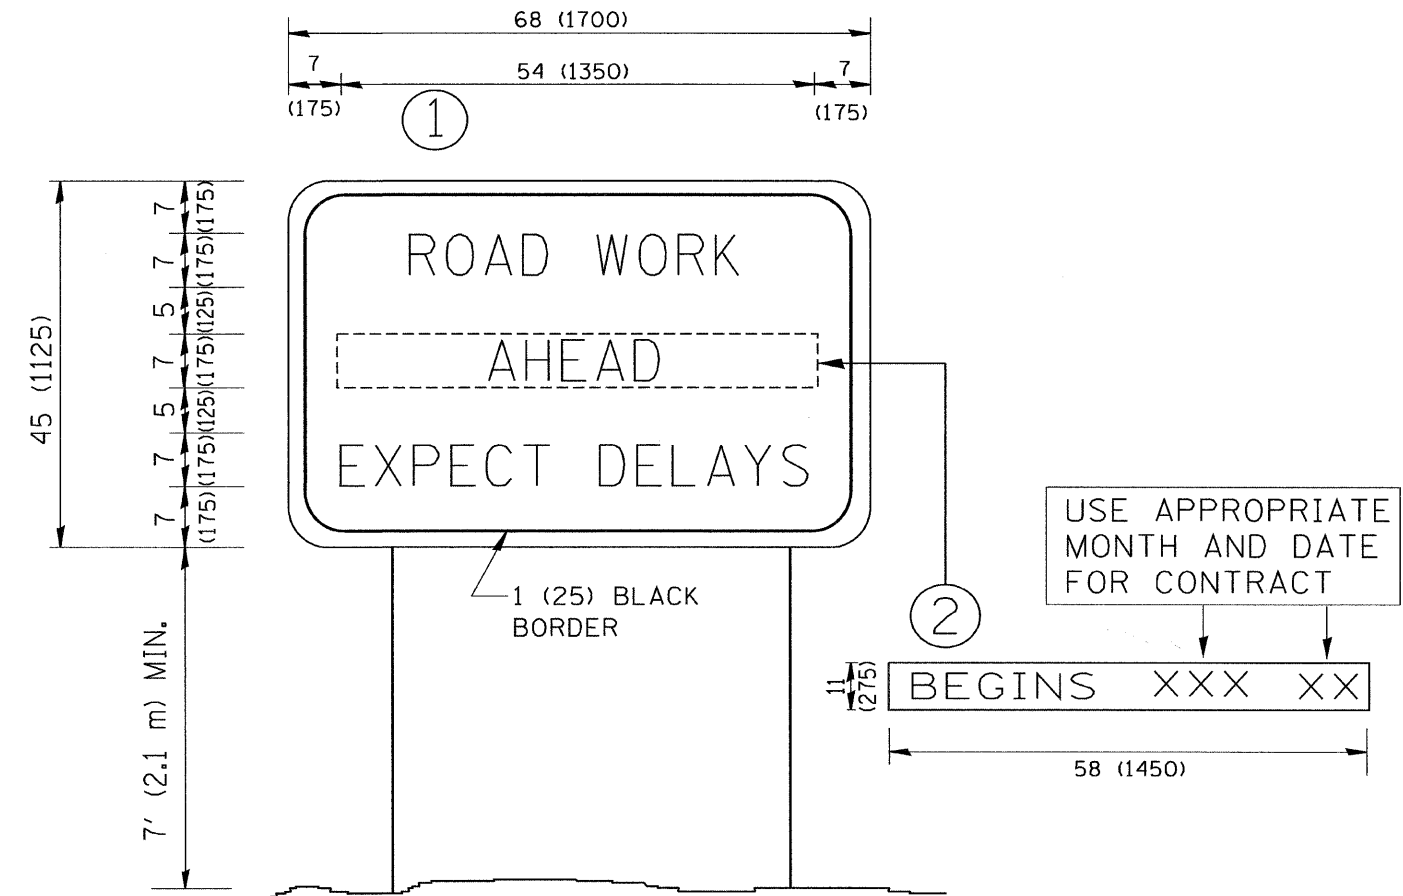 68 (1700)
7
54 (1350)
7
(175)
(175)
1
45 (1125)
7
(175)
7
(175)
5
(125)
7
(175)
5
(125)
7
(175)
7
(175)
ROAD WORK
AHEAD
EXPECT DELAYS
1 (25) BLACK
BORDER
7' (2.1 m) MIN.
2
USE APPROPRIATE
MONTH AND DATE
FOR CONTRACT
11
(275)
BEGINS XXX XX
58 (1450)